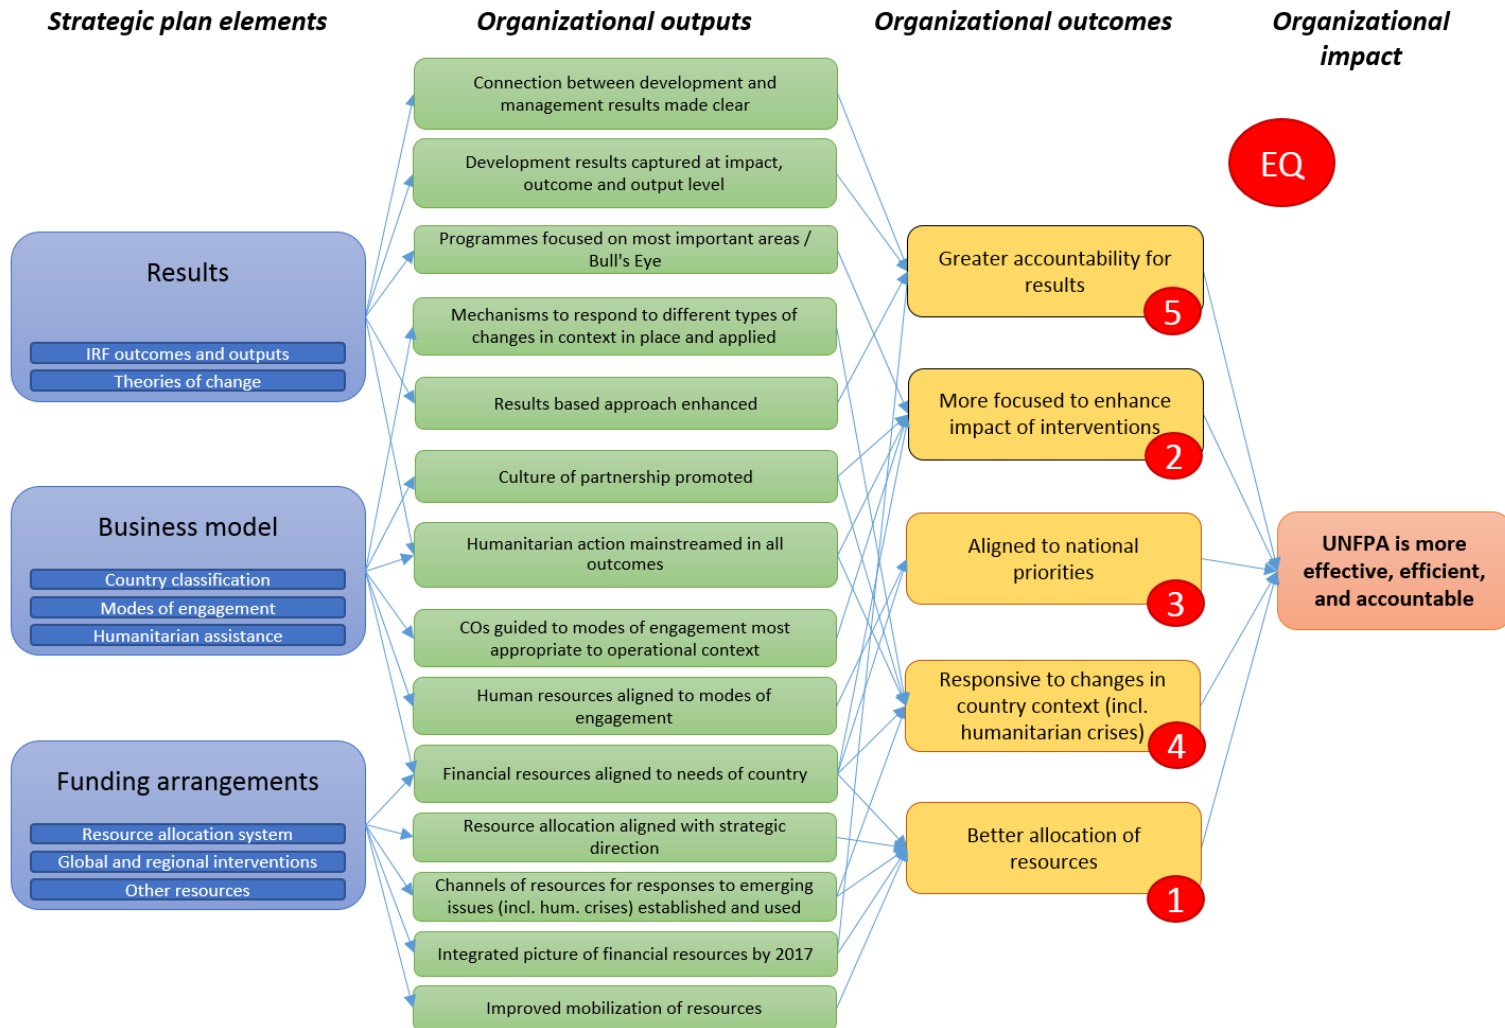 Strategic plan elements
Organizational outputs
Organizational outcomes
Organizational
impact
Results
IRF outcomes and outputs
Theories of change
Business model
Country classification
Modes of engagement
Humanitarian assistance
Funding arrangements
Resource allocation system
Global and regional interventions
Other resources
Connection between development and
management results made clear
Development results captured at impact,
outcome and output level
Programmes focused on most important areas /
Bull's Eye
Mechanisms to respond to different types of
changes in context in place and applied
Results based approach enhanced
Culture of partnership promoted
Humanitarian action mainstreamed in all
outcomes
COs guided to modes of engagement most
appropriate to operational context
Human resources aligned to modes of
engagement
Financial resources aligned to needs of country
Resource allocation aligned with strategic
direction
Channels of resources for responses to emerging
issues (incl. hum. crises) established and used
Integrated picture of financial resources by 2017
Improved mobilization of resources
Greater accountability for
results
5
More focused to enhance
impact of interventions
2
Aligned to national
priorities
3
Responsive to changes in
country context (incl.
humanitarian crises)
4
Better allocation of
resources
1
EQ
UNFPA is more
effective, efficient,
and accountable